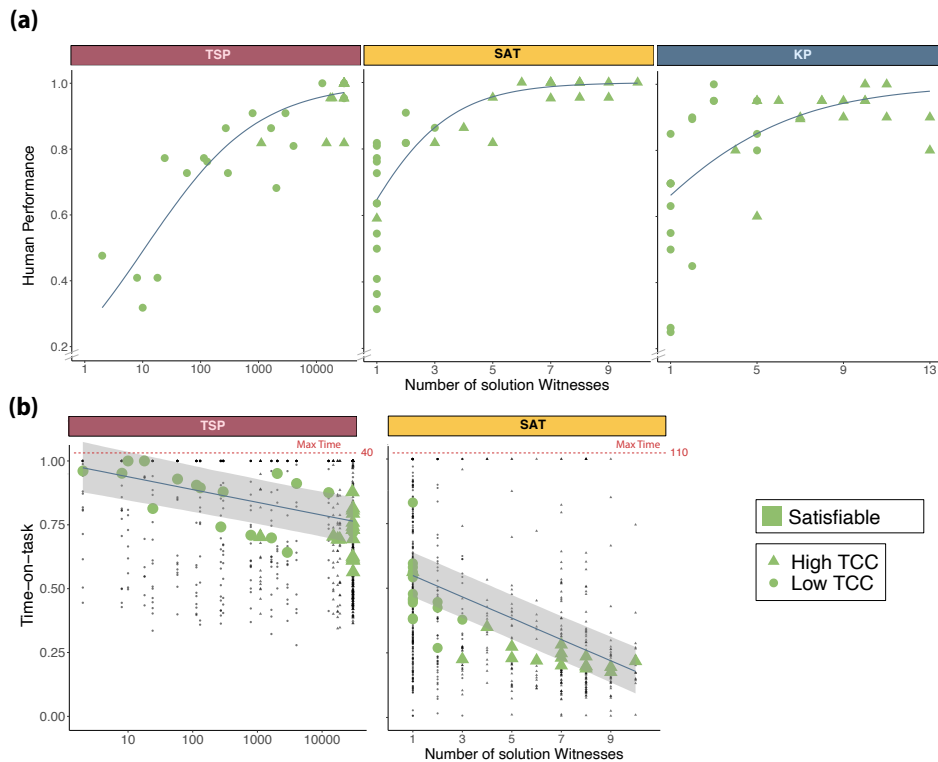 (a)
TSP SAT KP
Human Performance
1.0
0.8
0.6
0.4
0.2
1 10 100 1000 10000 1 3 5 7 9 1 5 9 13
Number of solution Witnesses
(b)
TSP SAT
Max Time 40 Max Time 110
Time−on−task
1.00
0.75
0.50
0.25
0.00
10 100 1000 10000 1 3 5 7 9
Number of solution Witnesses
Satisfiable
High TCC
Low TCC